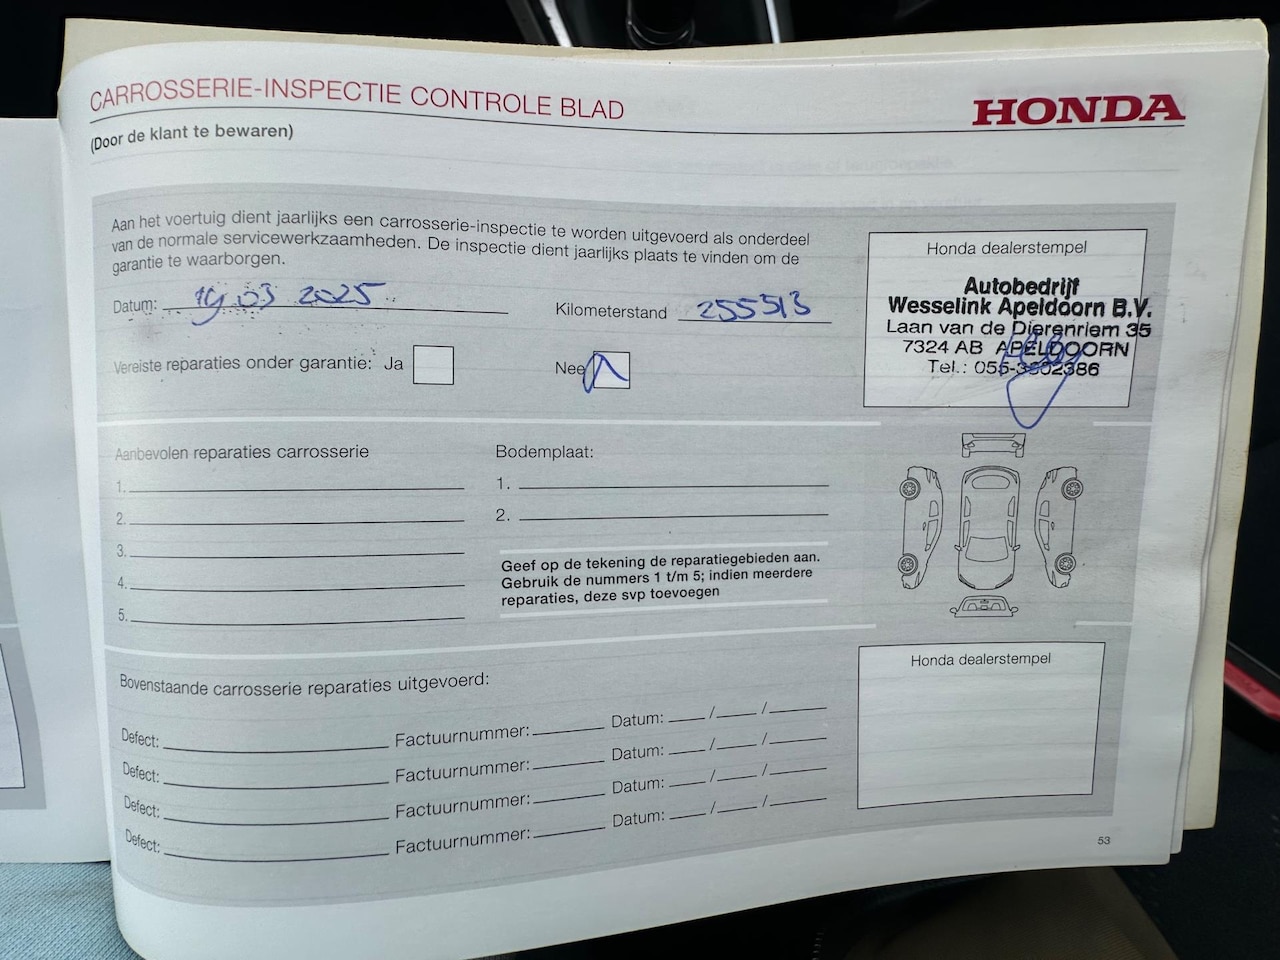 CARROSSERIE-INSPECTIE CONTROLE BLAD
HONDA
(Door de klant te bewaren)
Aan het voertuig dient jaarlijks een carrosserie-inspectie te worden uitgevoerd als onderdeel
van de normale servicewerkzaamheden. De inspectie dient jaarlijks plaats te vinden om de
garantie te waarborgen.
Datum: 19 03 2025
Kilometerstand 255513
Vereiste reparaties onder garantie: Ja
Nee
Honda dealerstempel
Autobedrijf
Wesselink Apeldoorn B.V.
Laan van de Dierenriem 35
7324 AB APELDOORN
Tel.: 055-3602386
Aanbevolen reparaties carrosserie
1.
2.
3.
4.
5.
Bodemplaat:
1.
2.
Geef op de tekening de reparatiegebieden aan.
Gebruik de nummers 1 t/m 5; indien meerdere
reparaties, deze svp toevoegen
Bovenstaande carrosserie reparaties uitgevoerd:
Defect: Factuurnummer: Datum: / /
Defect: Factuurnummer: Datum: / /
Defect: Factuurnummer: Datum: / /
Defect: Factuurnummer: Datum: / /
Honda dealerstempel
53